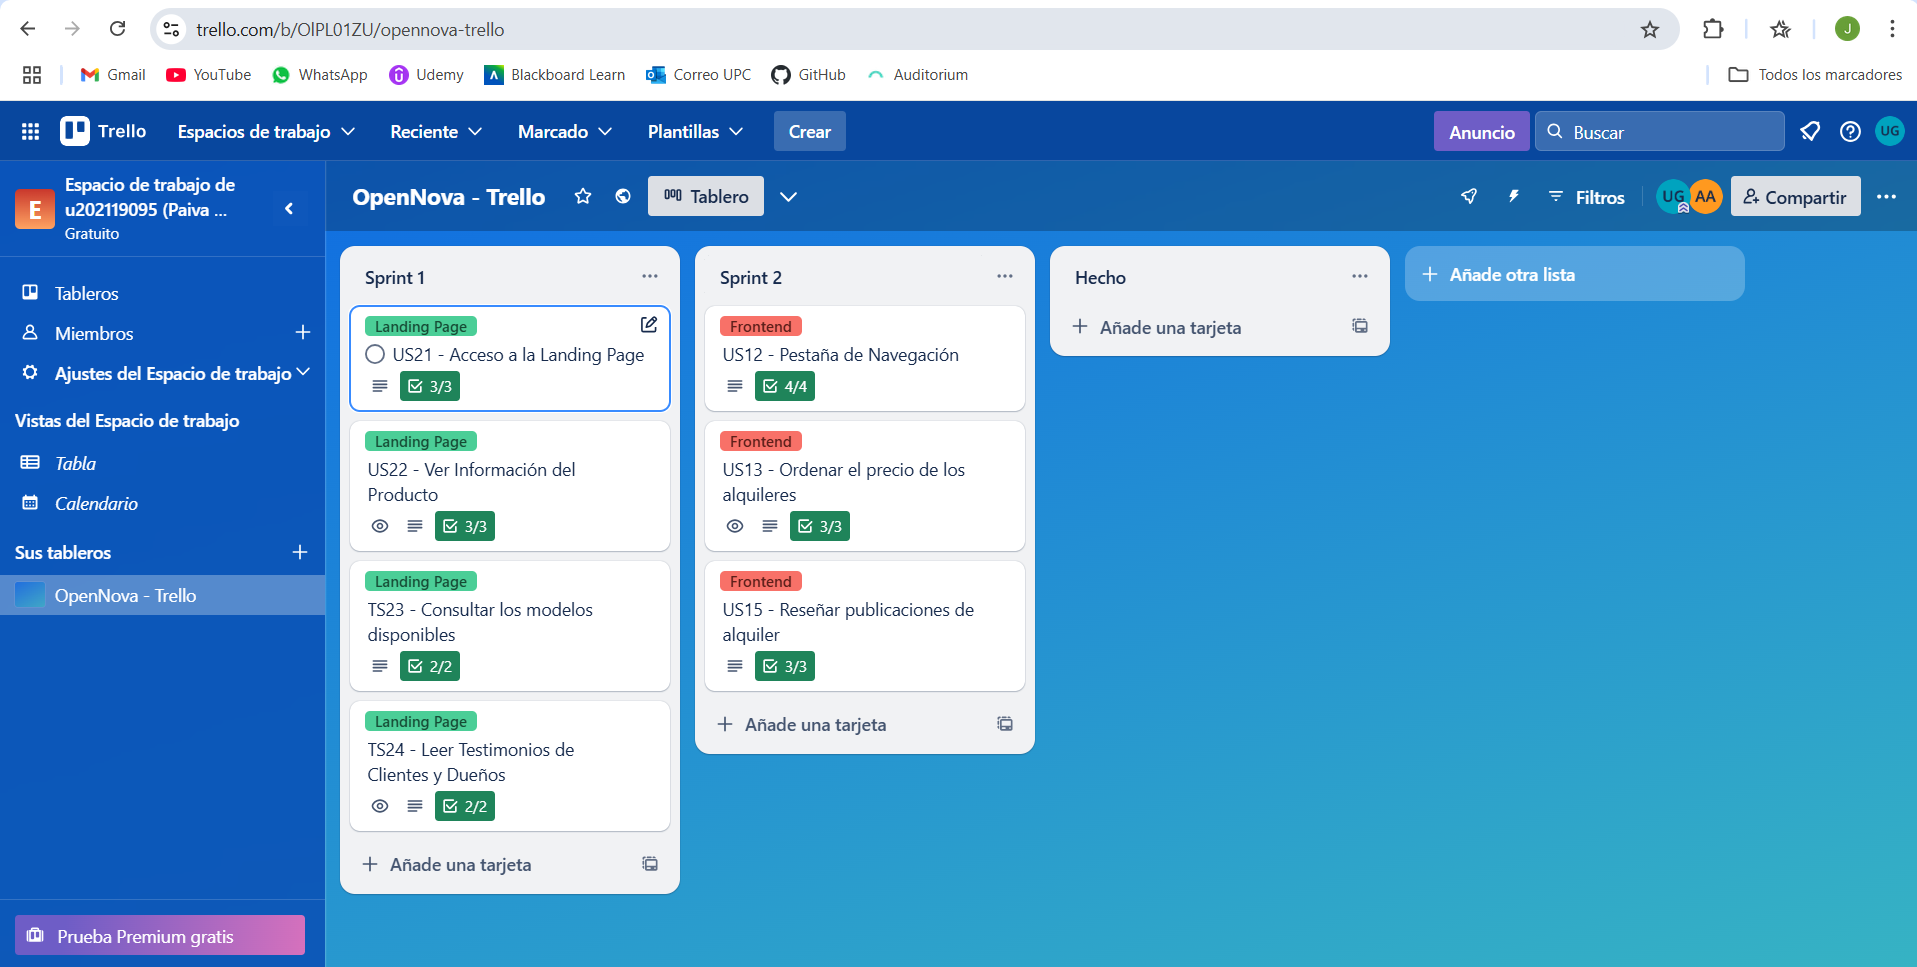 trello.com/b/OlPL01ZU/opennova-trello
J
Gmail
YouTube
WhatsApp
Udemy
Blackboard Learn
Correo UPC
GitHub
Auditorium
Todos los marcadores
Trello
Espacios de trabajo
Reciente
Marcado
Plantillas
Crear
Anuncio
Buscar
UG
E
Espacio de trabajo de
u202119095 (Paiva ...
Gratuito
Tableros
Miembros
Ajustes del Espacio de trabajo
Vistas del Espacio de trabajo
Tabla
Calendario
Sus tableros
OpenNova - Trello
Prueba Premium gratis
OpenNova - Trello
Tablero
Filtros
UG
AA
Compartir
Sprint 1
Landing Page
US21 - Acceso a la Landing Page
3/3
Landing Page
US22 - Ver Información del
Producto
3/3
Landing Page
TS23 - Consultar los modelos
disponibles
2/2
Landing Page
TS24 - Leer Testimonios de
Clientes y Dueños
2/2
Añade una tarjeta
Sprint 2
Frontend
US12 - Pestaña de Navegación
4/4
Frontend
US13 - Ordenar el precio de los
alquileres
3/3
Frontend
US15 - Reseñar publicaciones de
alquiler
3/3
Añade una tarjeta
Hecho
Añade una tarjeta
Añade otra lista